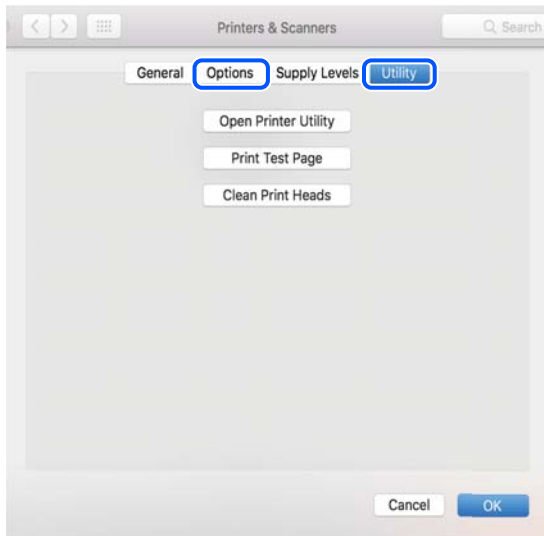 Printers & Scanners Search
General Options Supply Levels Utility
Open Printer Utility
Print Test Page
Clean Print Heads
Cancel OK